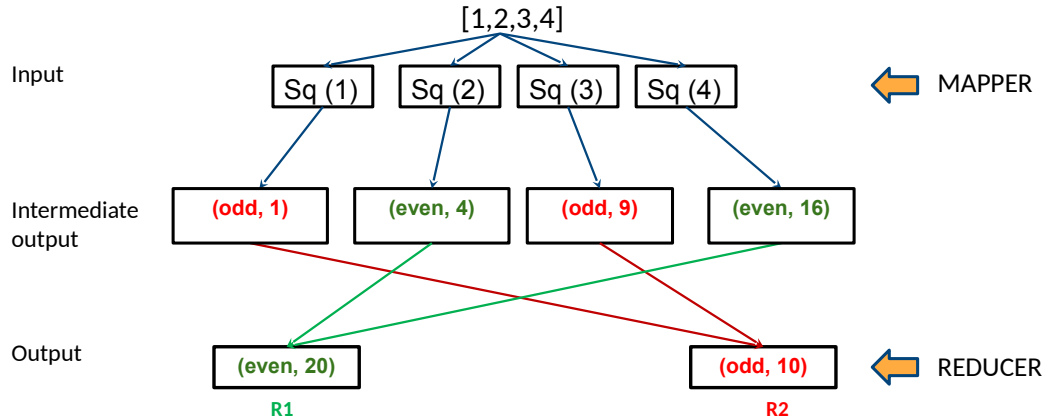 [1,2,3,4]
Input
Sq (1)
Sq (2)
Sq (3)
Sq (4)
MAPPER
Intermediate
output
(odd, 1)
(even, 4)
(odd, 9)
(even, 16)
Output
(even, 20)
(odd, 10)
REDUCER
R1
R2